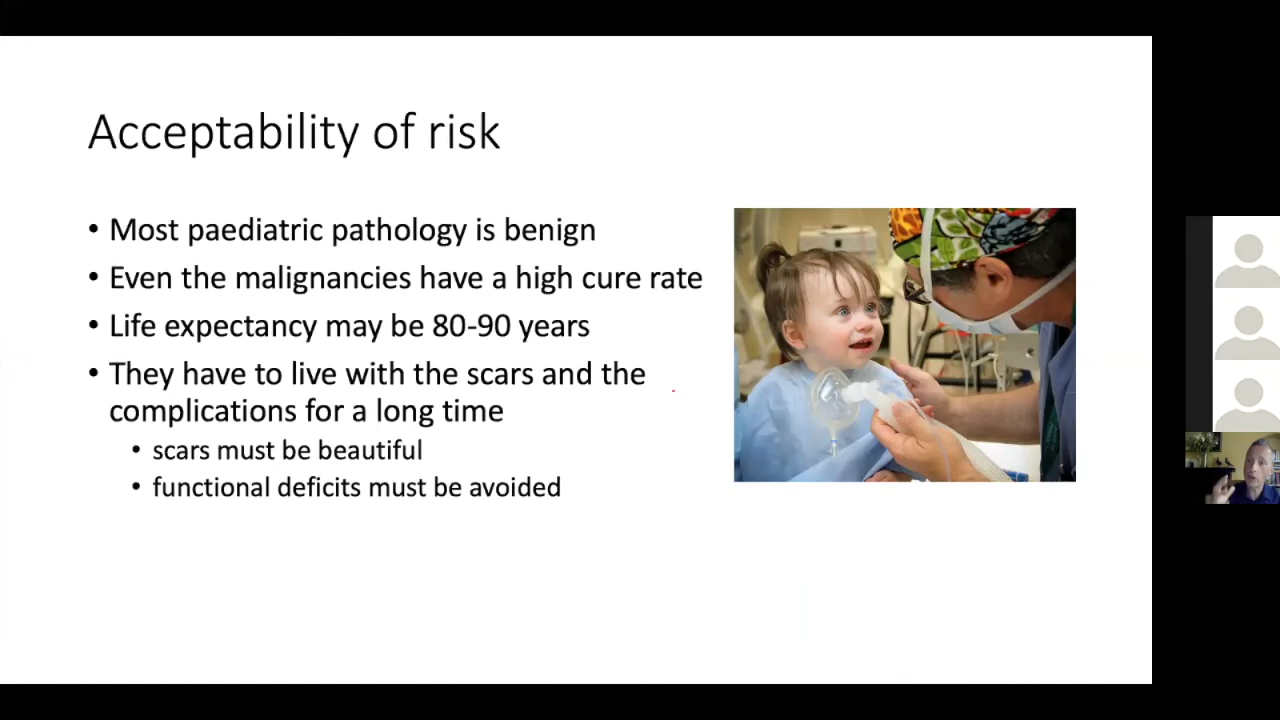 Acceptability of risk
• Most paediatric pathology is benign
• Even the malignancies have a high cure rate
• Life expectancy may be 80-90 years
• They have to live with the scars and the
complications for a long time
• scars must be beautiful
• functional deficits must be avoided